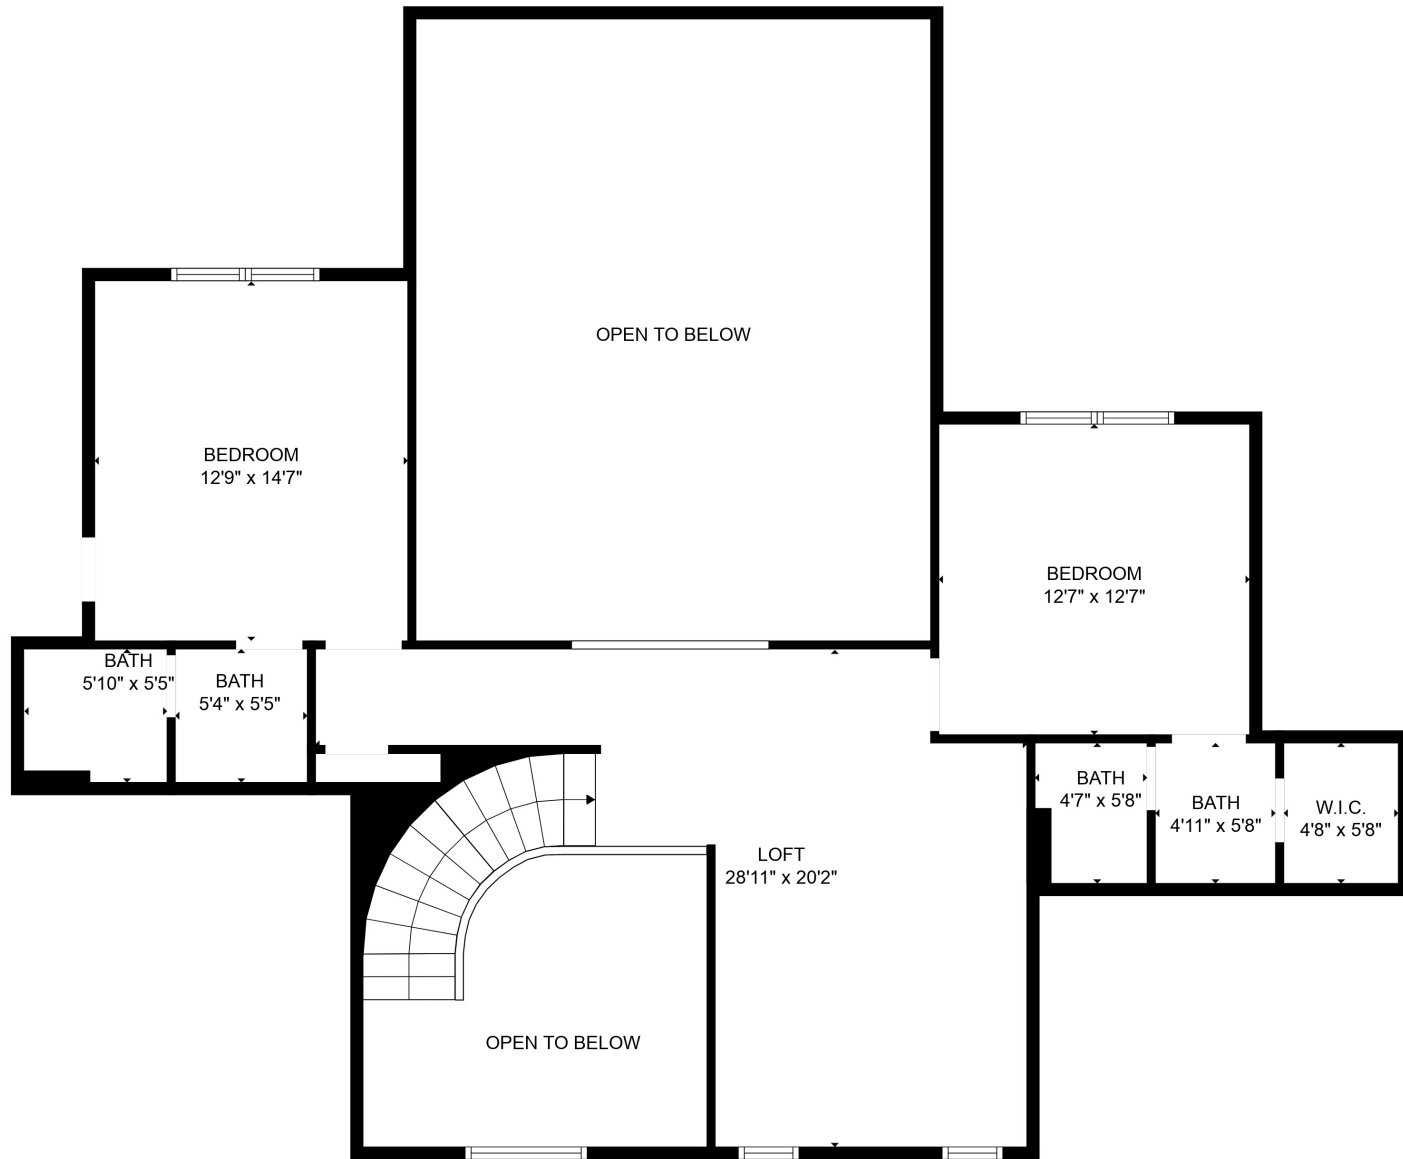 OPEN TO BELOW
BEDROOM
12'9" x 14'7"
BEDROOM
12'7" x 12'7"
BATH
5'10" x 5'5"
BATH
5'4" x 5'5"
BATH
4'7" x 5'8"
BATH
4'11" x 5'8"
W.I.C.
4'8" x 5'8"
LOFT
28'11" x 20'2"
OPEN TO BELOW